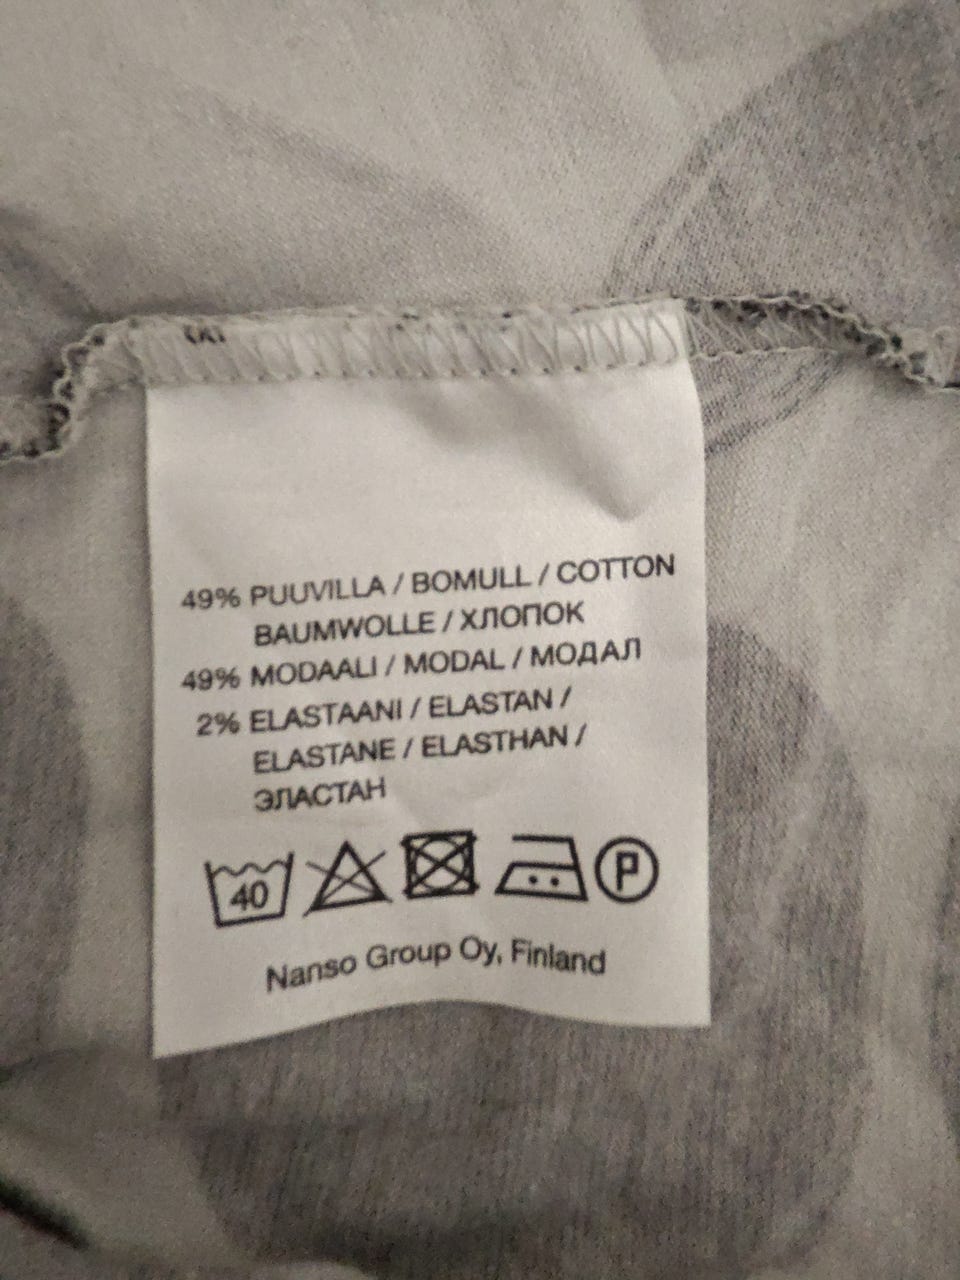 49% PUUVILLA / BOMULL / COTTON
BAUMWOLLE / ХЛОПОК
49% MODAALI / MODAL / МОДАЛ
2% ELASTAANI / ELASTAN /
ELASTANE / ELASTHAN /
ЭЛАСТАН
40 P
Nanso Group Oy, Finland